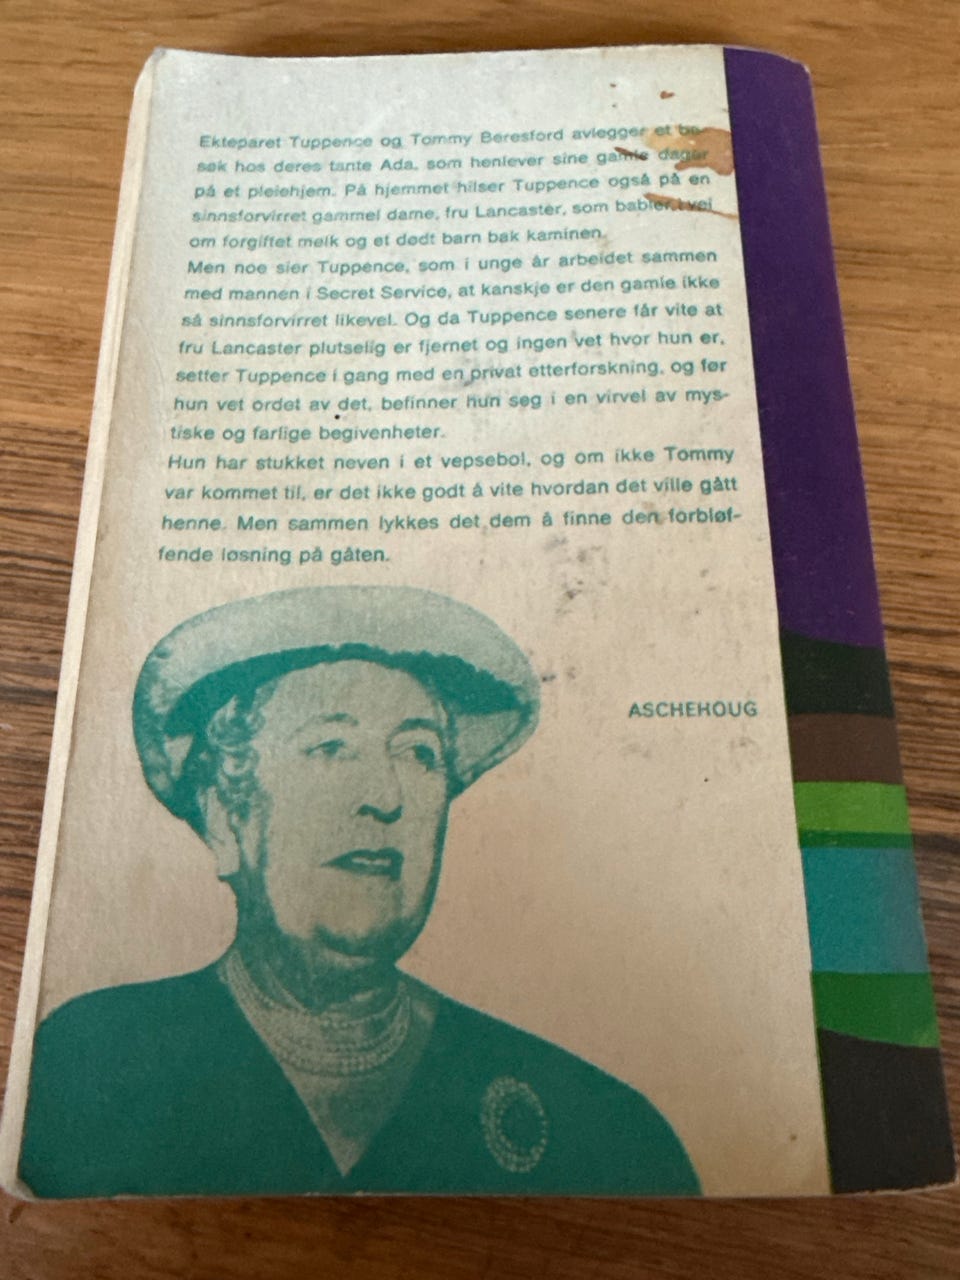 Ekteparet Tuppence og Tommy Beresford avlegger et be-
søk hos deres tante Ada, som henlever sine gamle dager
på et pleiehjem. På hjemmet hilser Tuppence også på en
sinnsforvirret gammel dame, fru Lancaster, som babler i vei
om forgiftet melk og et dødt barn bak kaminen.
Men noe sier Tuppence, som i unge år arbeidet sammen
med mannen i Secret Service, at kanskje er den gamle ikke
så sinnsforvirret likevel. Og da Tuppence senere får vite at
fru Lancaster plutselig er fjernet og ingen vet hvor hun er,
setter Tuppence i gang med en privat etterforskning, og før
hun vet ordet av det, befinner hun seg i en virvel av mys-
tiske og farlige begivenheter.
Hun har stukket neven i et vepsebol, og om ikke Tommy
var kommet til, er det ikke godt å vite hvordan det ville gått
henne. Men sammen lykkes det dem å finne den forbløf-
fende løsning på gåten.
ASCHEHOUG